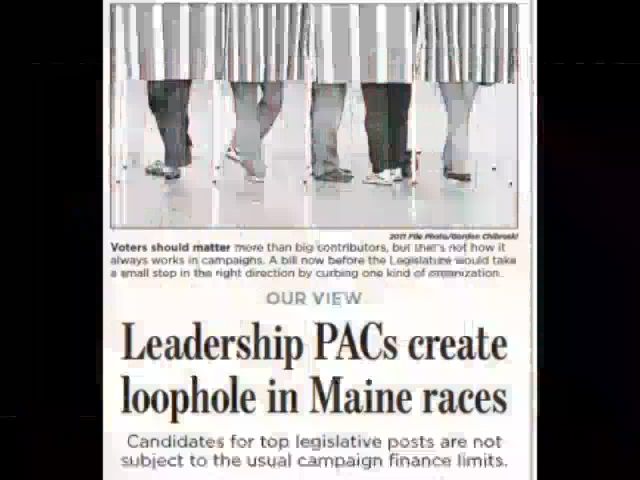 2011 File Photo/Gordon Chibroski
Voters should matter more than big contributors, but that's not how it
always works in campaigns. A bill now before the Legislature would take
a small step in the right direction by curbing one kind of organization.
OUR VIEW
Leadership PACs create
loophole in Maine races
Candidates for top legislative posts are not
subject to the usual campaign finance limits.